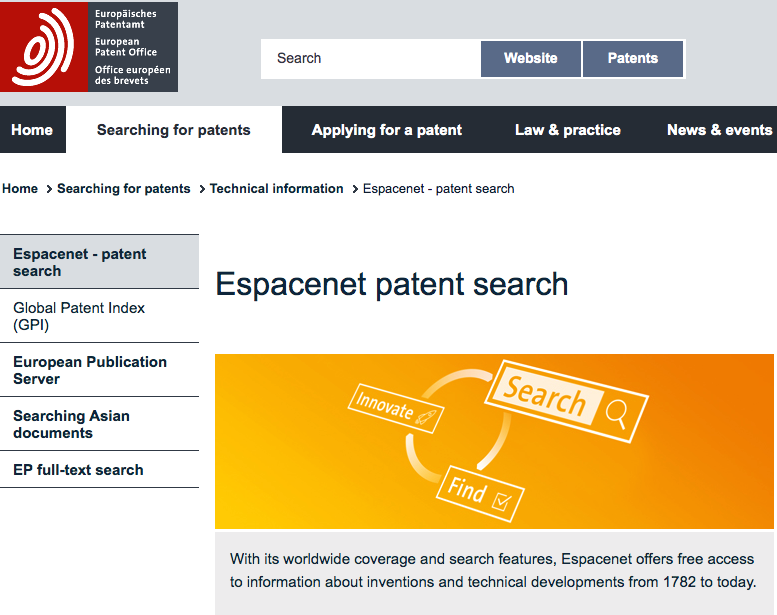 Europäisches
Patentamt
European
Patent Office
Office européen
des brevets
Search
Website
Patents
Home
Searching for patents
Applying for a patent
Law & practice
News & events
Home > Searching for patents > Technical information > Espacenet - patent search
Espacenet - patent
search
Global Patent Index
(GPI)
European Publication
Server
Searching Asian
documents
EP full-text search
Espacenet patent search
Search
Innovate
Find
With its worldwide coverage and search features, Espacenet offers free access
to information about inventions and technical developments from 1782 to today.